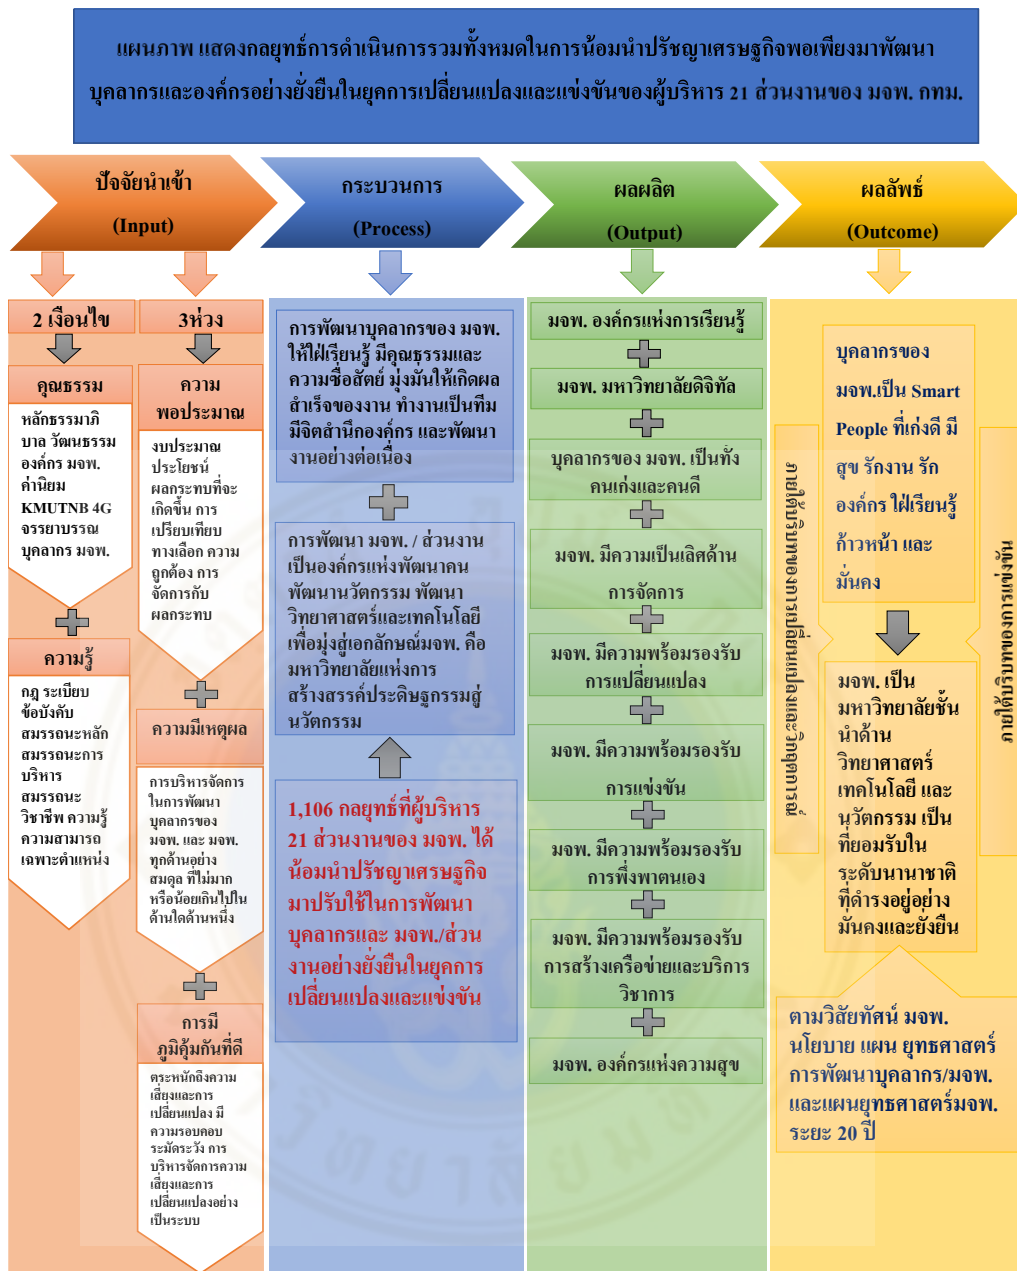 แผนภาพ แสดงกลยุทธ์การดำเนินการรวมทั้งหมดในการน้อมนำปรัชญาเศรษฐกิจพอเพียงมาพัฒนา
บุคลากรและองค์กรอย่างยั่งยืนในยุคการเปลี่ยนแปลงและแข่งขันของผู้บริหาร 21 ส่วนงานของ มจพ. กทม.
ปัจจัยนำเข้า
(Input)
2 เงื่อนไข
คุณธรรม
หลักธรรมาภิ
บาล วัฒนธรรม
องค์กร มจพ.
ค่านิยม
KMUTNB 4G
จรรยาบรรณ
บุคลากร มจพ.
ความรู้
กฎ ระเบียบ
ข้อบังคับ
สมรรถนะหลัก
สมรรถนะการ
บริหาร
สมรรถนะ
วิชาชีพ ความรู้
ความสามารถ
เฉพาะตำแหน่ง
3ห่วง
ความ
พอประมาณ
งบประมาณ
ประโยชน์
ผลกระทบที่จะ
เกิดขึ้น การ
เปรียบเทียบ
ทางเลือก ความ
ถูกต้อง การ
จัดการกับ
ผลกระทบ
ความมีเหตุผล
การบริหารจัดการ
ในการพัฒนา
บุคลากรของ
มจพ. และ มจพ.
ทุกด้านอย่าง
สมดุล ที่ไม่มาก
หรือน้อยเกินไปใน
ด้านใดด้านหนึ่ง
การมี
ภูมิคุ้มกันที่ดี
ตระหนักถึงความ
เสี่ยงและการ
เปลี่ยนแปลง มี
ความรอบคอบ
ระมัดระวัง การ
บริหารจัดการความ
เสี่ยงและการ
เปลี่ยนแปลงอย่าง
เป็นระบบ
กระบวนการ
(Process)
การพัฒนาบุคลากรของ มจพ.
ให้ใฝ่เรียนรู้ มีคุณธรรมและ
ความซื่อสัตย์ มุ่งมั่นให้เกิดผล
สำเร็จของงาน ทำงานเป็นทีม
มีจิตสำนึกองค์กร และพัฒนา
งานอย่างต่อเนื่อง
การพัฒนา มจพ. / ส่วนงาน
เป็นองค์กรแห่งพัฒนาคน
พัฒนานวัตกรรม พัฒนา
วิทยาศาสตร์และเทคโนโลยี
เพื่อมุ่งสู่เอกลักษณ์มจพ. คือ
มหาวิทยาลัยแห่งการ
สร้างสรรค์ประดิษฐกรรมสู่
นวัตกรรม
1,106 กลยุทธ์ที่ผู้บริหาร
21 ส่วนงานของ มจพ. ได้
น้อมนำปรัชญาเศรษฐกิจ
มาปรับใช้ในการพัฒนา
บุคลากรและ มจพ./ส่วน
งานอย่างยั่งยืนในยุคการ
เปลี่ยนแปลงและแข่งขัน
ผลผลิต
(Output)
มจพ. องค์กรแห่งการเรียนรู้
มจพ. มหาวิทยาลัยดิจิทัล
บุคลากรของ มจพ. เป็นทั้ง
คนเก่งและคนดี
มจพ. มีความเป็นเลิศด้าน
การจัดการ
มจพ. มีความพร้อมรองรับ
การแปลี่ยนแปลง
มจพ. มีความพร้อมรองรับ
การแข่งขัน
มจพ. มีความพร้อมรองรับ
การพึ่งพาตนเอง
มจพ. มีความพร้อมรองรับ
การสร้างเครือข่ายและบริการ
วิชาการ
มจพ. องค์กรแห่งความสุข
ผลลัพธ์
(Outcome)
ภายใต้บริบทของการเปลี่ยนแปลงและวิกฤตการณ์
บุคลากรของ
มจพ.เป็น Smart
People ที่เก่งดี มี
สุข รักงาน รัก
องค์กร ใฝ่เรียนรู้
ก้าวหน้า และ
มั่นคง
มจพ. เป็น
มหาวิทยาลัยชั้น
นำด้าน
วิทยาศาสตร์
เทคโนโลยี และ
นวัตกรรม เป็น
ที่ยอมรับใน
ระดับนานาชาติ
ที่ดำรงอยู่อย่าง
มั่นคงและยั่งยืน
ตามวิสัยทัศน์ มจพ.
นโยบาย แผน ยุทธศาสตร์
การพัฒนาบุคลากร/มจพ.
และแผนยุทธศาสตร์มจพ.
ระยะ 20 ปี